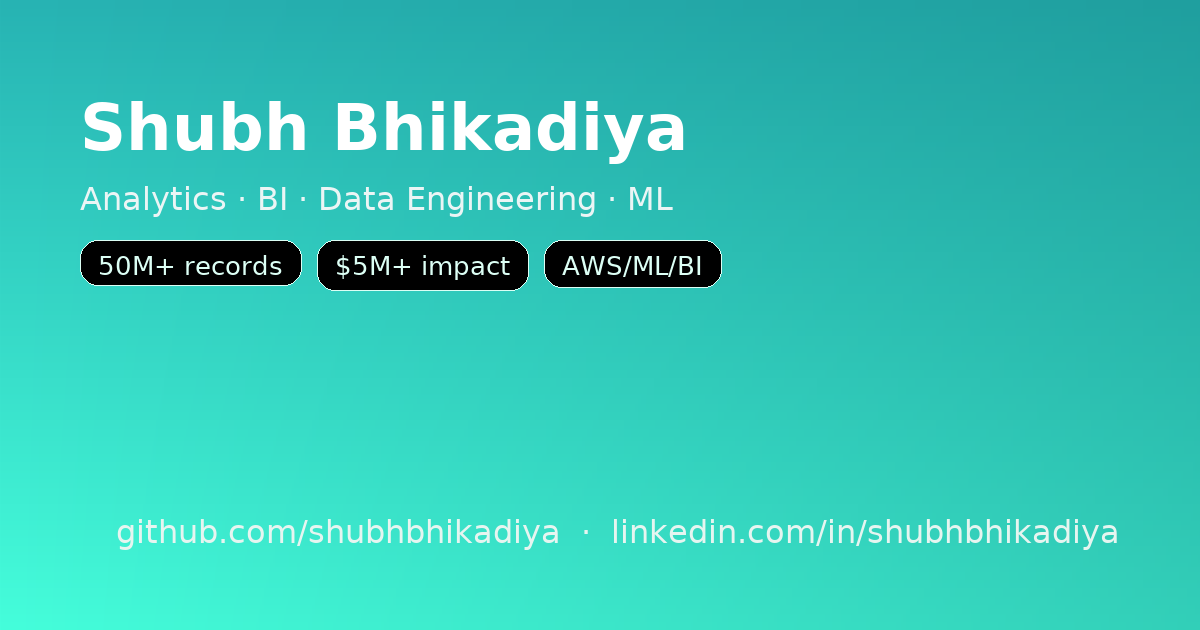 Shubh Bhikadiya
Analytics · BI · Data Engineering · ML
50M+ records $5M+ impact AWS/ML/BI
github.com/shubhbhikadiya · linkedin.com/in/shubhbhikadiya